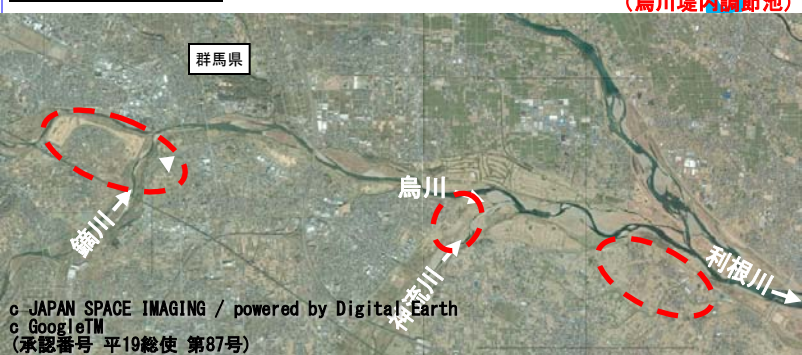 （烏川堤内調節池）
群馬県
烏川
鏑川
神流川
利根川
c JAPAN SPACE IMAGING / powered by Digital Earth
c GoogleTM
(承認番号 平19総使 第87号)